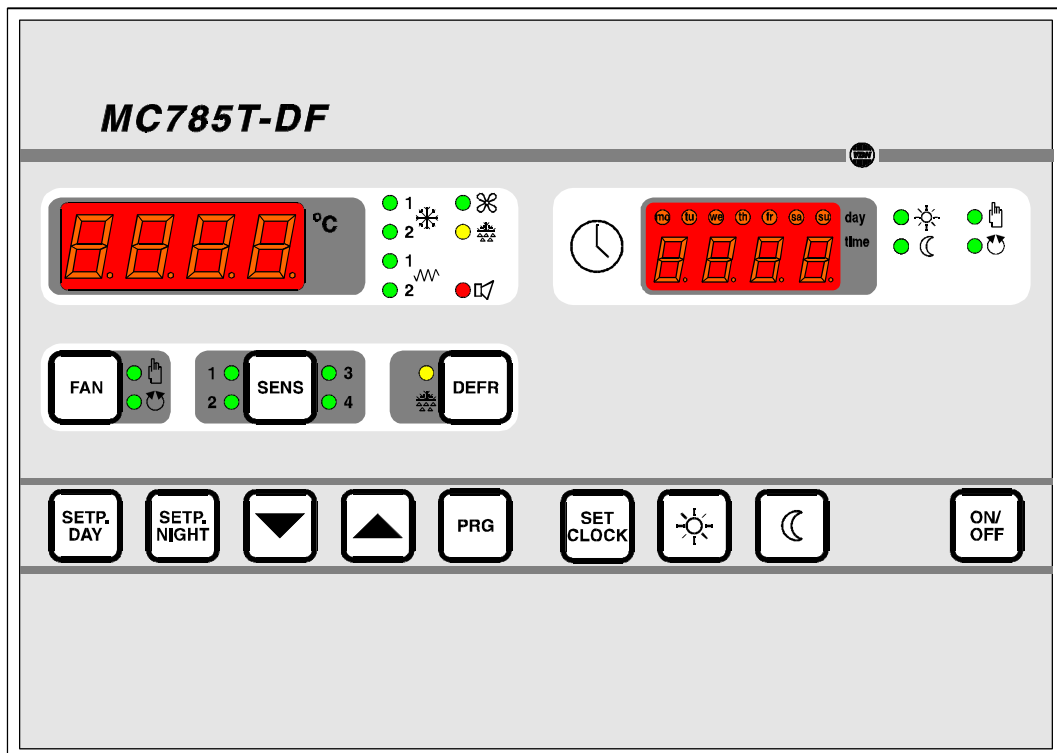 MC785T-DF
°C
1
2
1
2
mo tu we th fr sa su day
time
FAN
1 SENS 3
2 4
DEFR
SETP. DAY
SETP. NIGHT
PRG
SET CLOCK
ON/ OFF